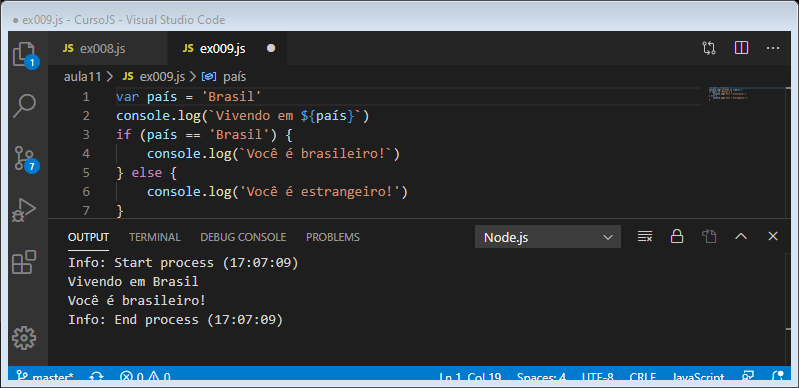 ● ex009.js - CursoJS - Visual Studio Code
JS ex008.js
JS ex009.js ●
aula11 > JS ex009.js > país
1 var país = 'Brasil'
2 console.log(`Vivendo em ${país}`)
3 if (país == 'Brasil') {
4     console.log(`Você é brasileiro!`)
5 } else {
6     console.log('Você é estrangeiro!')
7 }
1
7
OUTPUT TERMINAL DEBUG CONSOLE PROBLEMS Node.js
Info: Start process (17:07:09)
Vivendo em Brasil
Você é brasileiro!
Info: End process (17:07:09)
master* 0 0 Ln 1, Col 19 Spaces: 4 UTF-8 CRLF JavaScript